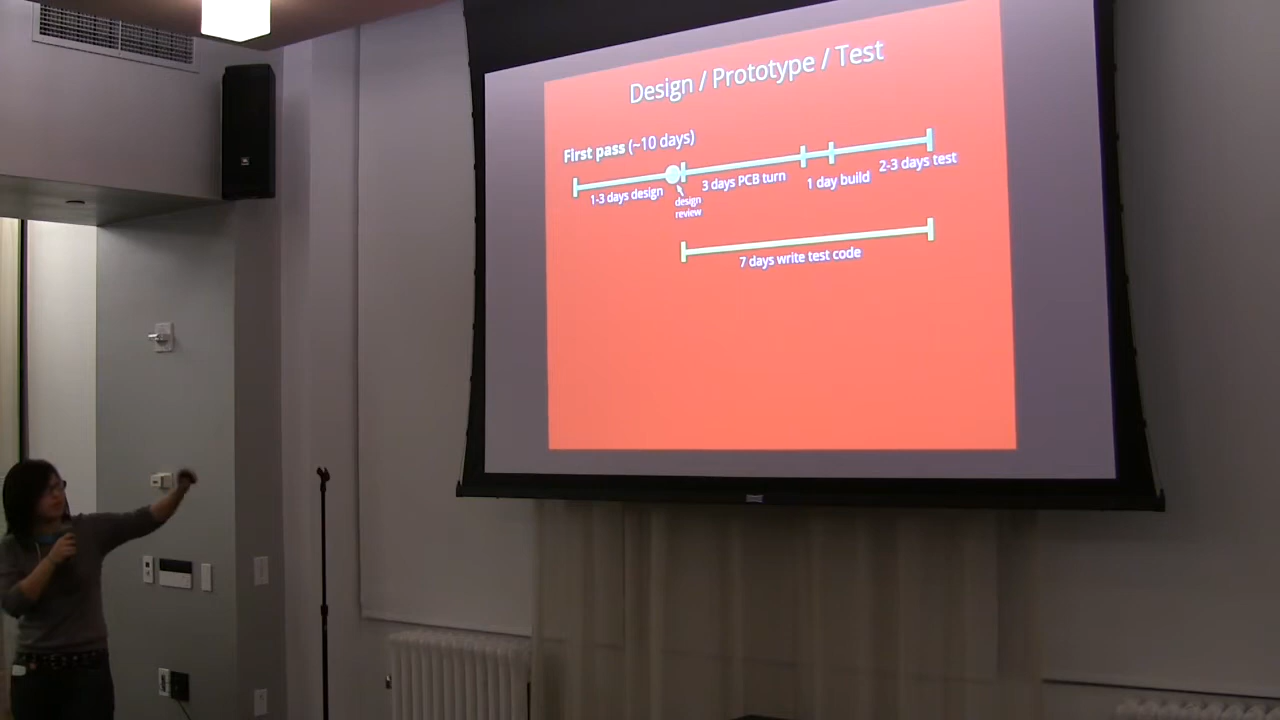 Design / Prototype / Test
First pass (~10 days)
1-3 days design
design
review
3 days PCB turn
1 day build
2-3 days test
7 days write test code